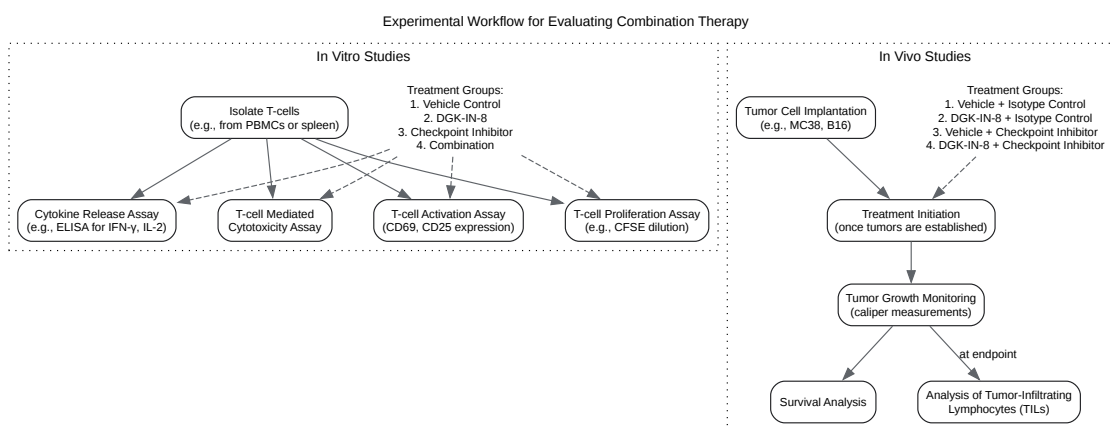 Experimental Workflow for Evaluating Combination Therapy
In Vitro Studies
Isolate T-cells
(e.g., from PBMCs or spleen)
Treatment Groups:
1. Vehicle Control
2. DGK-IN-8
3. Checkpoint Inhibitor
4. Combination
Cytokine Release Assay
(e.g., ELISA for IFN-γ, IL-2)
T-cell Mediated
Cytotoxicity Assay
T-cell Activation Assay
(CD69, CD25 expression)
T-cell Proliferation Assay
(e.g., CFSE dilution)
In Vivo Studies
Tumor Cell Implantation
(e.g., MC38, B16)
Treatment Groups:
1. Vehicle + Isotype Control
2. DGK-IN-8 + Isotype Control
3. Vehicle + Checkpoint Inhibitor
4. DGK-IN-8 + Checkpoint Inhibitor
Treatment Initiation
(once tumors are established)
Tumor Growth Monitoring
(caliper measurements)
at endpoint
Survival Analysis
Analysis of Tumor-Infiltrating
Lymphocytes (TILs)